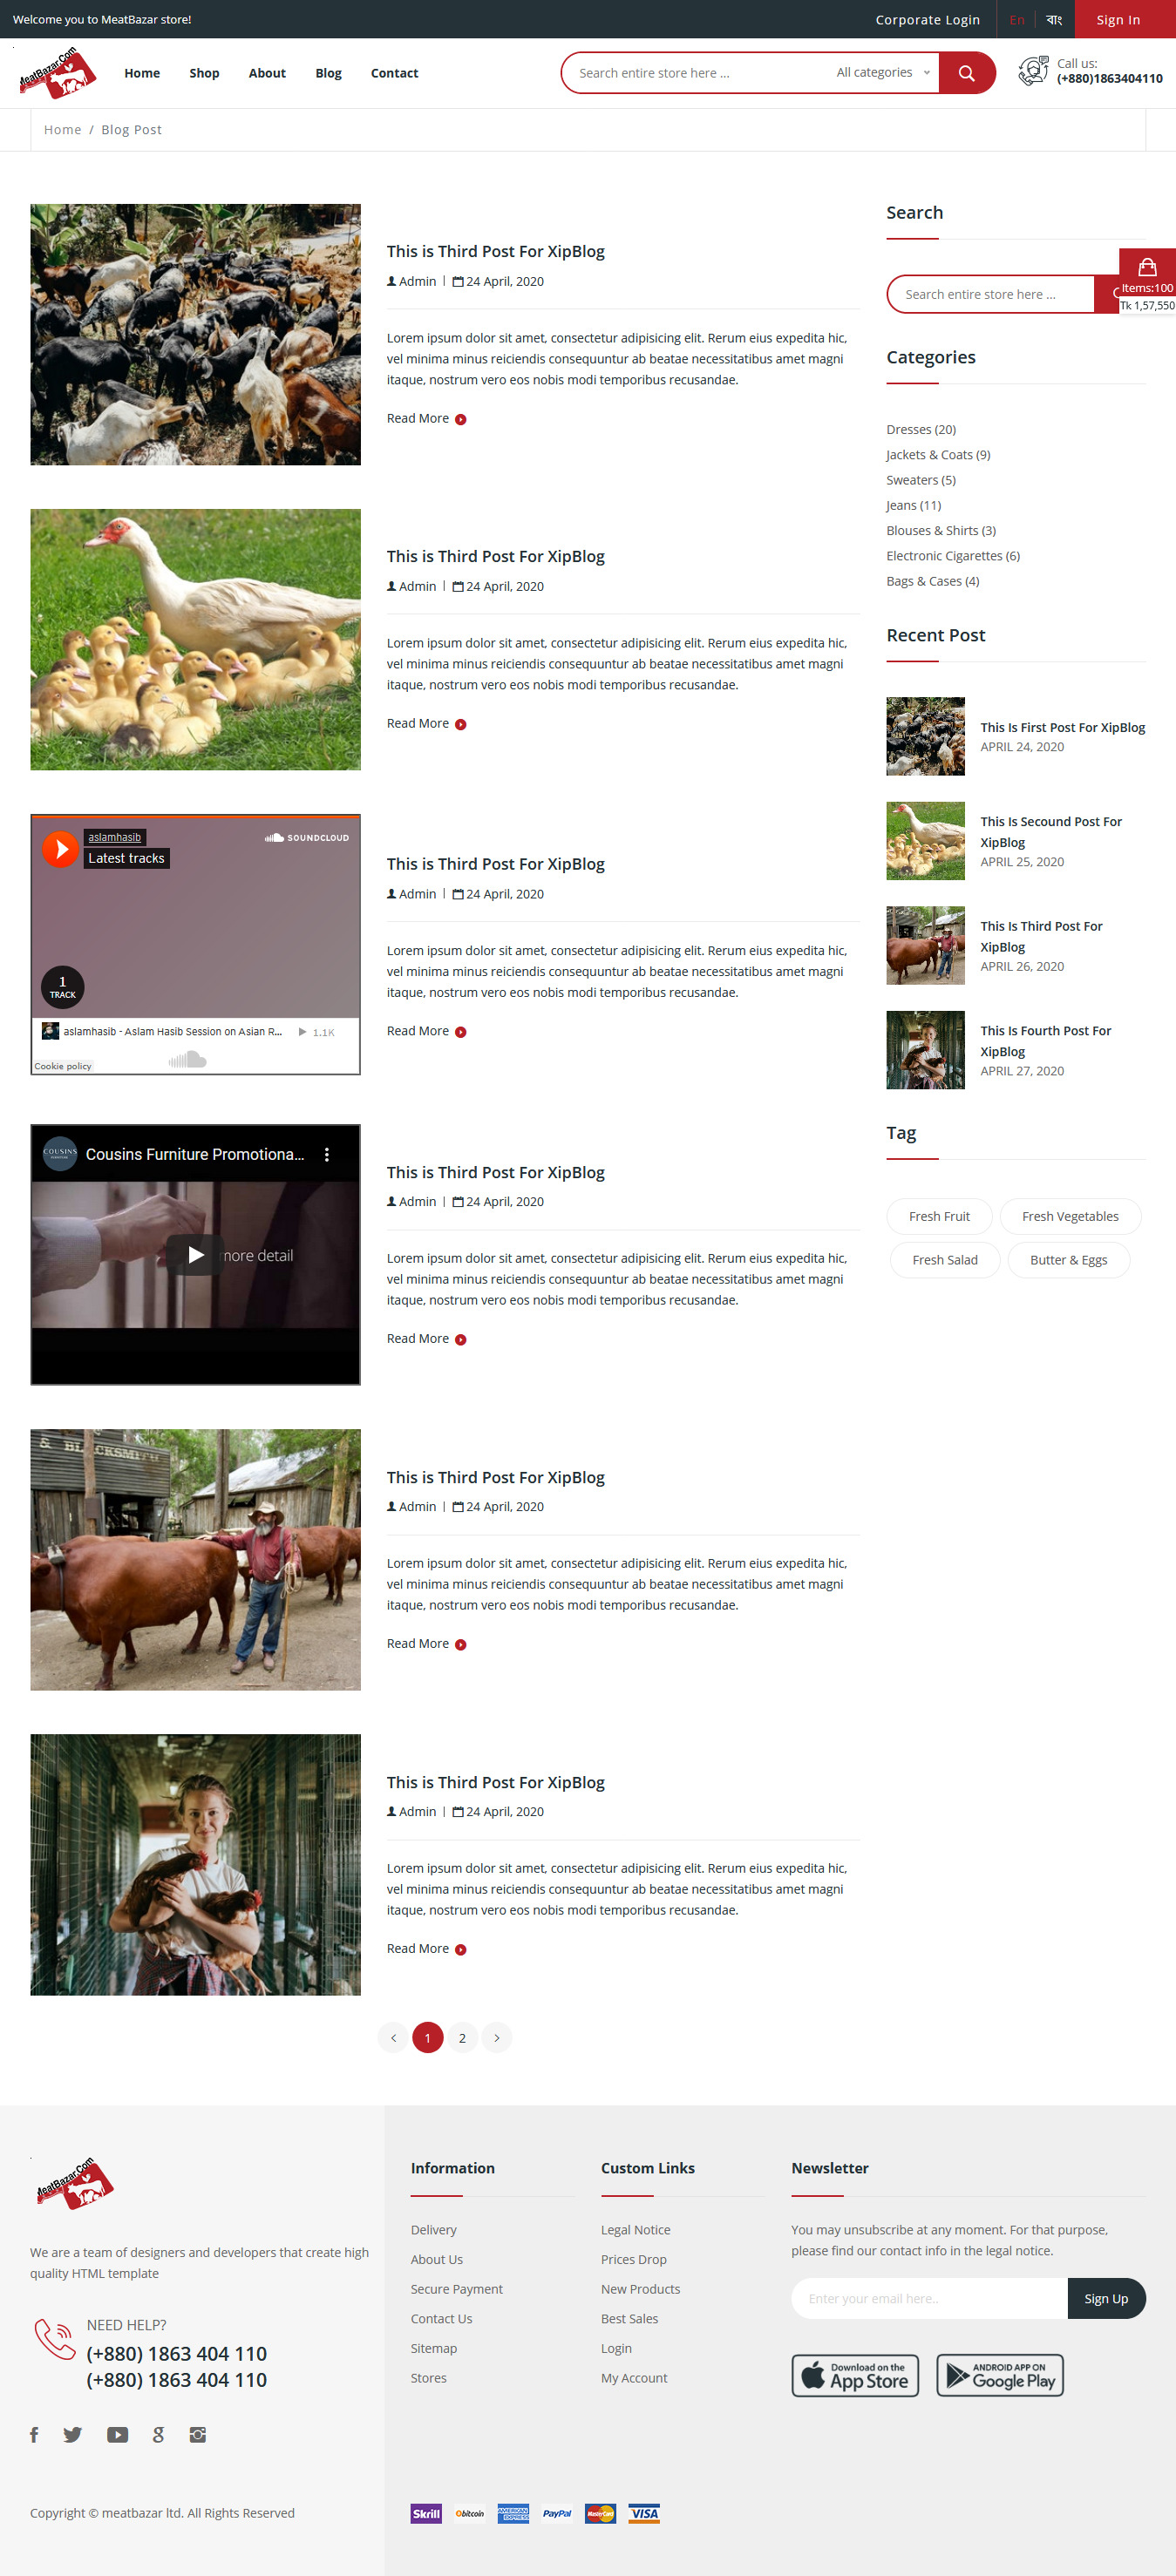 Welcome you to MeatBazar store!
Corporate Login
En
বাং
Sign In
MeatBazar.Com
Home
Shop
About
Blog
Contact
Search entire store here ...
All categories
Call us:
(+880)1863404110
Home / Blog Post
This is Third Post For XipBlog
Admin | 24 April, 2020
Lorem ipsum dolor sit amet, consectetur adipisicing elit. Rerum eius expedita hic,
vel minima minus reiciendis consequuntur ab beatae necessitatibus amet magni
itaque, nostrum vero eos nobis modi temporibus recusandae.
Read More
This is Third Post For XipBlog
Admin | 24 April, 2020
Lorem ipsum dolor sit amet, consectetur adipisicing elit. Rerum eius expedita hic,
vel minima minus reiciendis consequuntur ab beatae necessitatibus amet magni
itaque, nostrum vero eos nobis modi temporibus recusandae.
Read More
aslamhasib
Latest tracks
SOUNDCLOUD
1
TRACK
aslamhasib - Aslam Hasib Session on Asian R...
1.1K
Cookie policy
This is Third Post For XipBlog
Admin | 24 April, 2020
Lorem ipsum dolor sit amet, consectetur adipisicing elit. Rerum eius expedita hic,
vel minima minus reiciendis consequuntur ab beatae necessitatibus amet magni
itaque, nostrum vero eos nobis modi temporibus recusandae.
Read More
COUSINS
Cousins Furniture Promotiona...
more detail
This is Third Post For XipBlog
Admin | 24 April, 2020
Lorem ipsum dolor sit amet, consectetur adipisicing elit. Rerum eius expedita hic,
vel minima minus reiciendis consequuntur ab beatae necessitatibus amet magni
itaque, nostrum vero eos nobis modi temporibus recusandae.
Read More
& BLACKSMITH
This is Third Post For XipBlog
Admin | 24 April, 2020
Lorem ipsum dolor sit amet, consectetur adipisicing elit. Rerum eius expedita hic,
vel minima minus reiciendis consequuntur ab beatae necessitatibus amet magni
itaque, nostrum vero eos nobis modi temporibus recusandae.
Read More
This is Third Post For XipBlog
Admin | 24 April, 2020
Lorem ipsum dolor sit amet, consectetur adipisicing elit. Rerum eius expedita hic,
vel minima minus reiciendis consequuntur ab beatae necessitatibus amet magni
itaque, nostrum vero eos nobis modi temporibus recusandae.
Read More
1
2
Search
Search entire store here ...
Items:100
Tk 1,57,550
Categories
Dresses (20)
Jackets & Coats (9)
Sweaters (5)
Jeans (11)
Blouses & Shirts (3)
Electronic Cigarettes (6)
Bags & Cases (4)
Recent Post
This Is First Post For XipBlog
APRIL 24, 2020
This Is Secound Post For
XipBlog
APRIL 25, 2020
This Is Third Post For
XipBlog
APRIL 26, 2020
This Is Fourth Post For
XipBlog
APRIL 27, 2020
Tag
Fresh Fruit
Fresh Vegetables
Fresh Salad
Butter & Eggs
MeatBazar.Com
We are a team of designers and developers that create high
quality HTML template
NEED HELP?
(+880) 1863 404 110
(+880) 1863 404 110
Copyright © meatbazar ltd. All Rights Reserved
Information
Delivery
About Us
Secure Payment
Contact Us
Sitemap
Stores
Custom Links
Legal Notice
Prices Drop
New Products
Best Sales
Login
My Account
Newsletter
You may unsubscribe at any moment. For that purpose,
please find our contact info in the legal notice.
Enter your email here..
Sign Up
Download on the
App Store
ANDROID APP ON
Google Play
Skrill
bitcoin
AMERICAN EXPRESS
PayPal
MasterCard
VISA